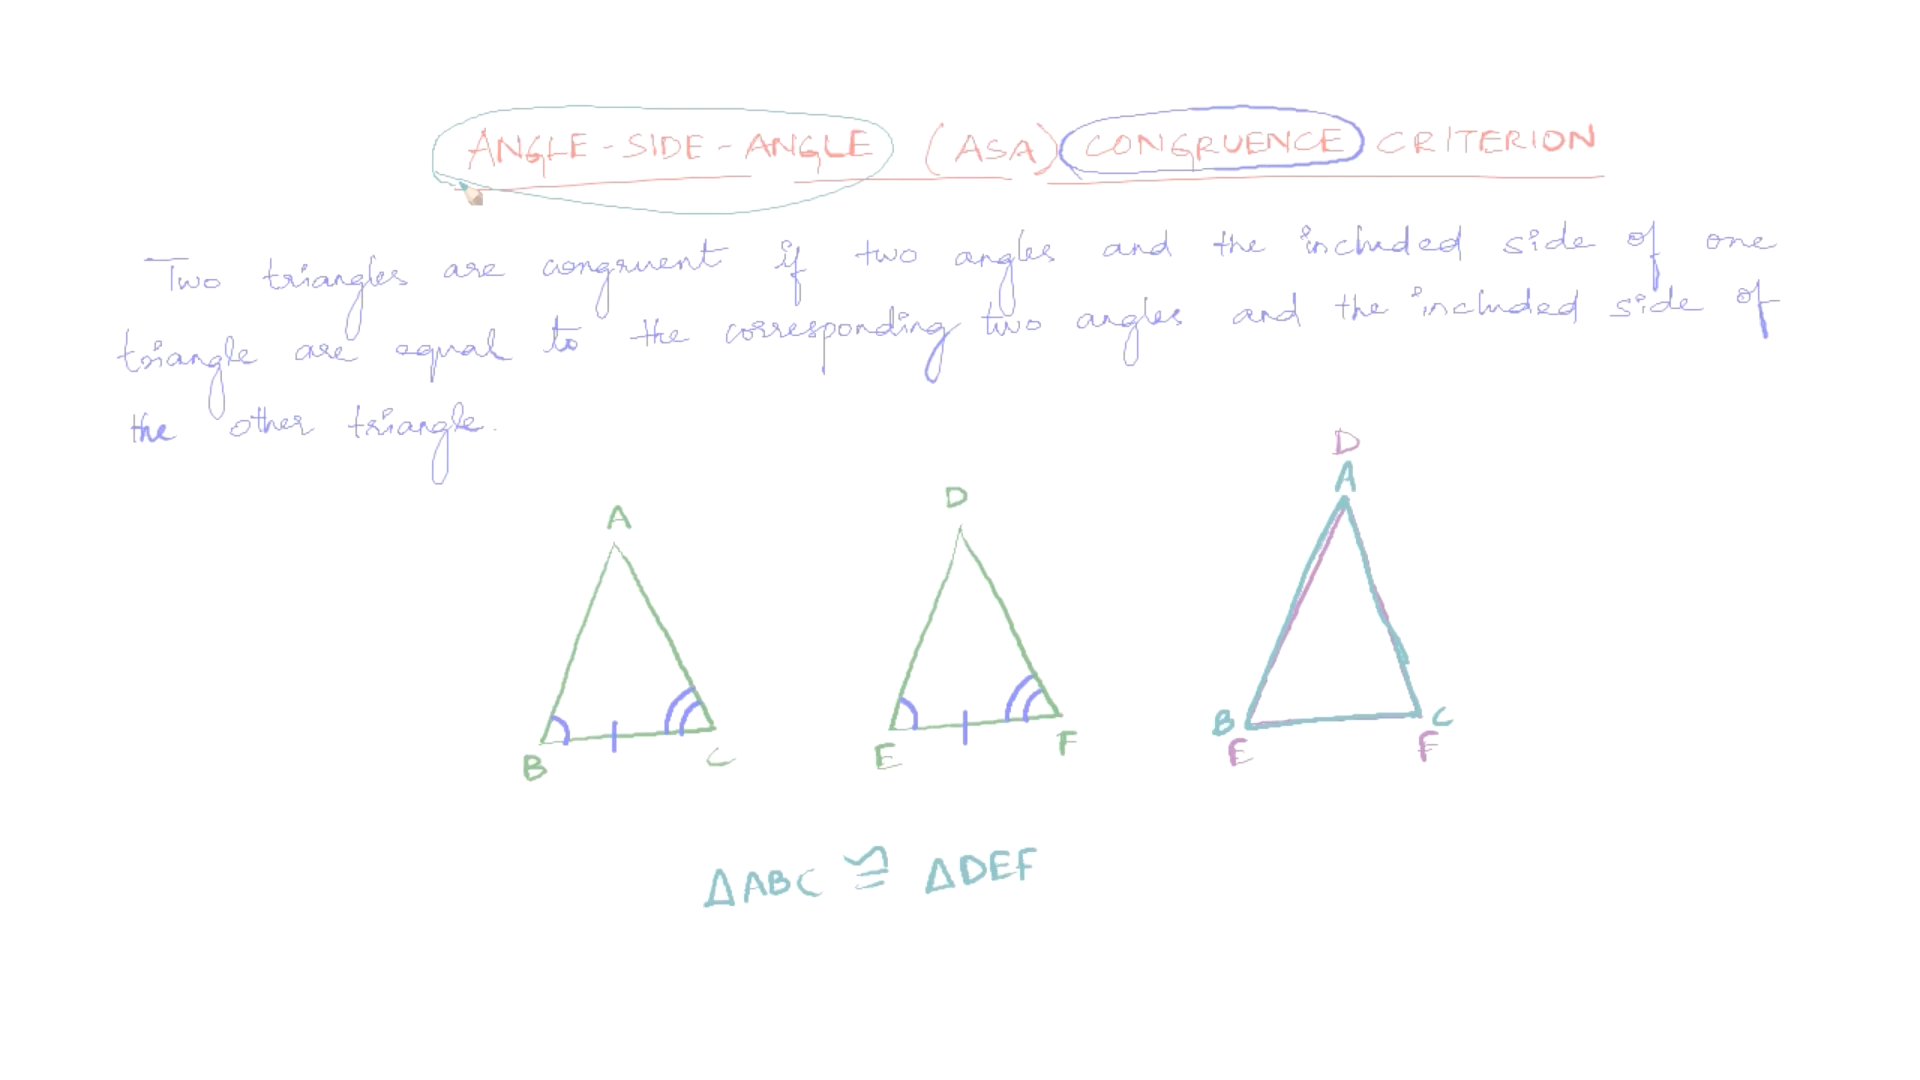 ANGLE-SIDE-ANGLE (ASA) CONGRUENCE CRITERION
Two triangles are congruent if two angles and the included side of one
triangle are equal to the corresponding two angles and the included side of
the other triangle.
D
A
A
D
B
C
E
F
B
C
E
F
ΔABC ≅ ΔDEF